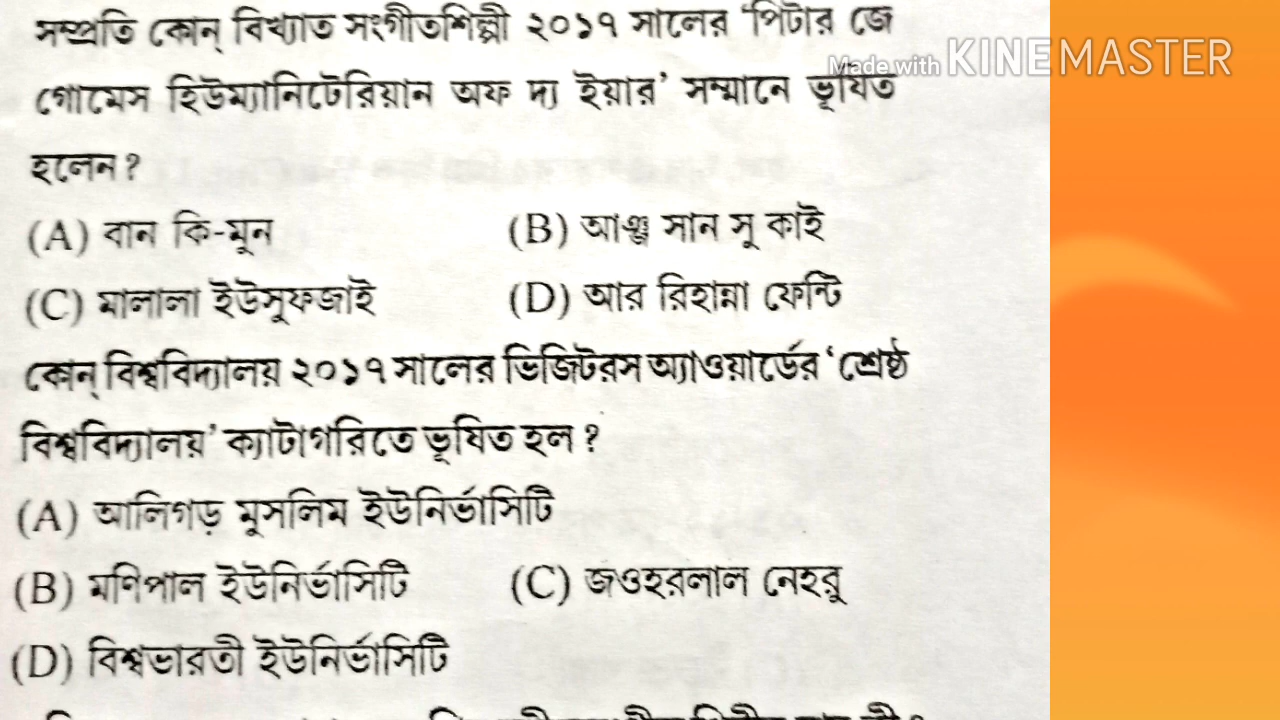 সম্প্রতি কোন্ বিখ্যাত সংগীতশিল্পী ২০১৭ সালের 'পিটার জে
Made with KINEMASTER
গোমেস হিউম্যানিটেরিয়ান অফ দ্য ইয়ার' সম্মানে ভূষিত
হলেন ?
(A) বান কি-মূন (B) আঙ সান সু কাই
(C) মালালা ইউসুফজাই (D) আর রিহান্না ফেন্টি
কোন্ বিশ্ববিদ্যালয় ২০১৭ সালের ভিজিটরস অ্যাওয়ার্ডের 'শ্রেষ্ঠ
বিশ্ববিদ্যালয়' ক্যাটাগরিতে ভূষিত হল ?
(A) আলিগড় মুসলিম ইউনির্ভাসিটি
(B) মণিপাল ইউনির্ভাসিটি (C) জওহরলাল নেহরু
(D) বিশ্বভারতী ইউনির্ভাসিটি